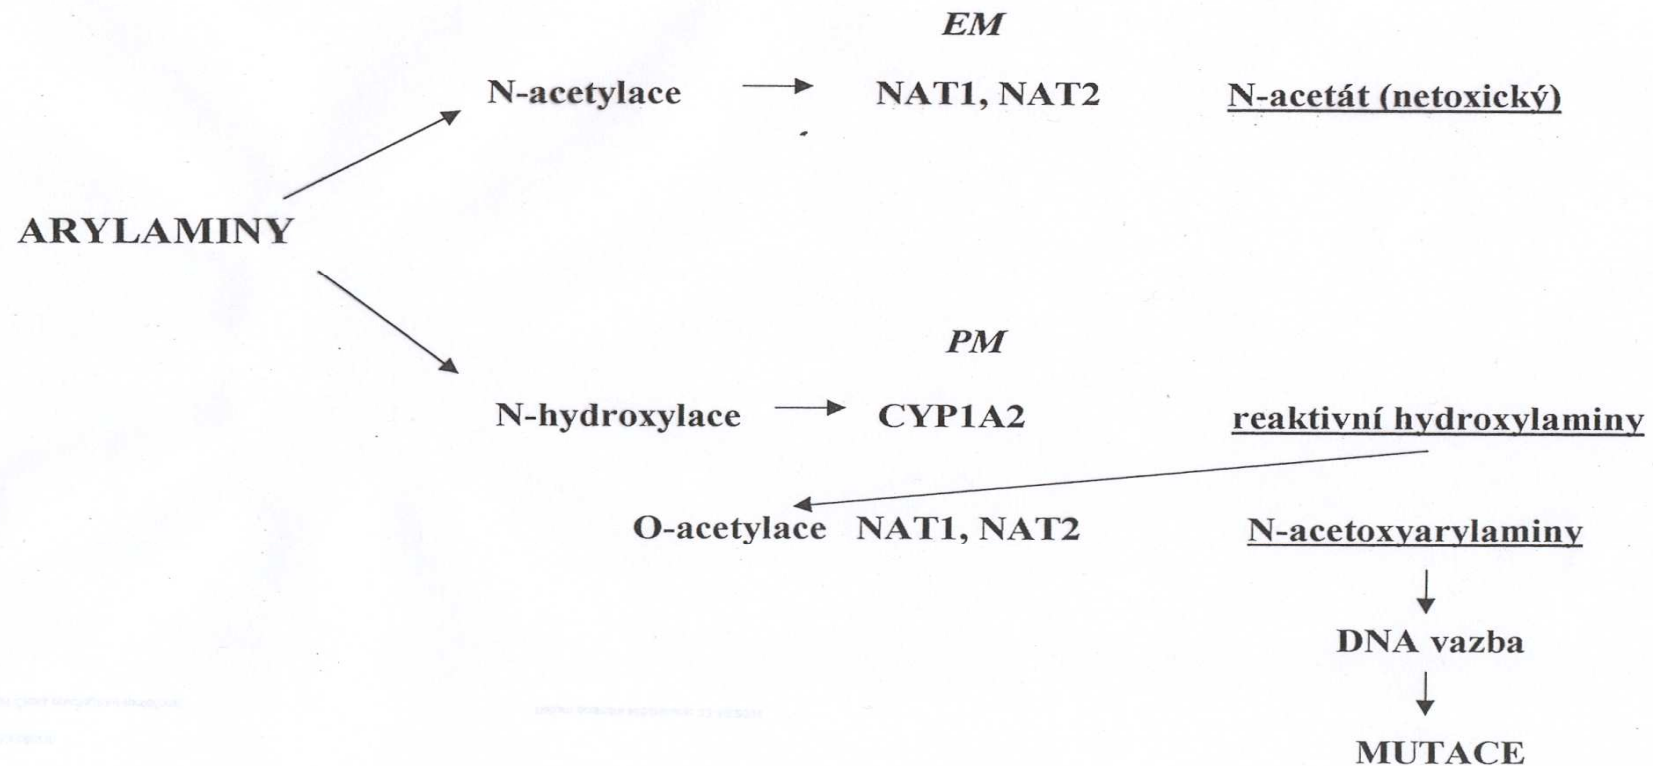 EM
N-acetylace NAT1, NAT2 N-acetát (netoxický)
ARYLAMINY
PM
N-hydroxylace CYP1A2 reaktivní hydroxylaminy
O-acetylace NAT1, NAT2 N-acetoxyarylaminy
DNA vazba
MUTACE